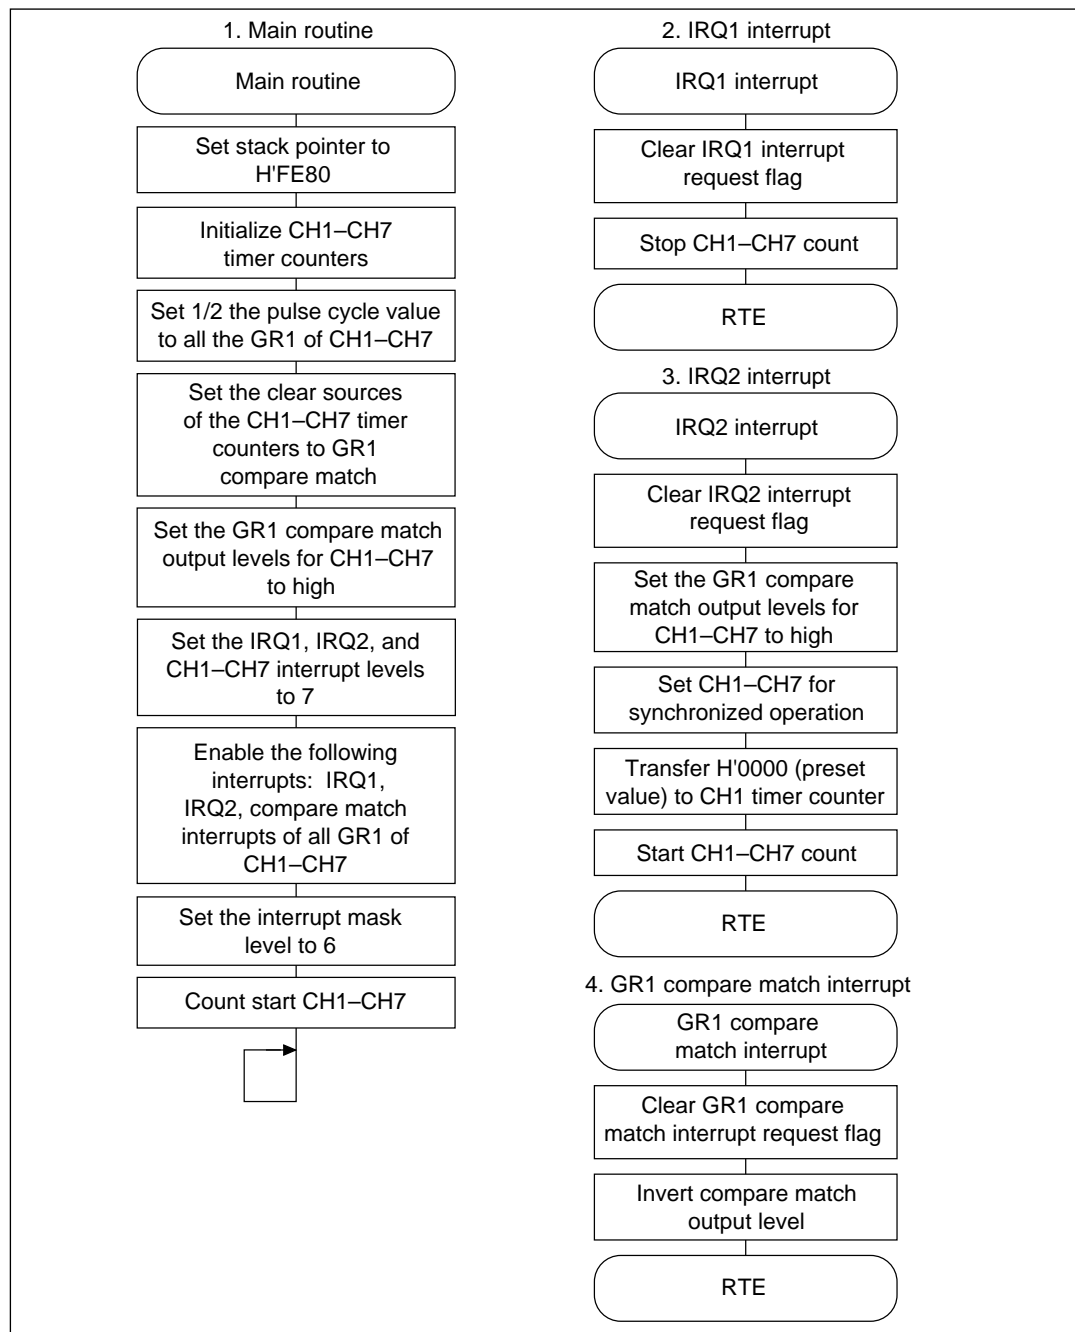 1. Main routine
Main routine
Set stack pointer to
H'FE80
Initialize CH1–CH7
timer counters
Set 1/2 the pulse cycle value
to all the GR1 of CH1–CH7
Set the clear sources
of the CH1–CH7 timer
counters to GR1
compare match
Set the GR1 compare match
output levels for CH1–CH7
to high
Set the IRQ1, IRQ2, and
CH1–CH7 interrupt levels
to 7
Enable the following
interrupts:  IRQ1,
IRQ2, compare match
interrupts of all GR1 of
CH1–CH7
Set the interrupt mask
level to 6
Count start CH1–CH7
2. IRQ1 interrupt
IRQ1 interrupt
Clear IRQ1 interrupt
request flag
Stop CH1–CH7 count
RTE
3. IRQ2 interrupt
IRQ2 interrupt
Clear IRQ2 interrupt
request flag
Set the GR1 compare
match output levels for
CH1–CH7 to high
Set CH1–CH7 for
synchronized operation
Transfer H'0000 (preset
value) to CH1 timer counter
Start CH1–CH7 count
RTE
4. GR1 compare match interrupt
GR1 compare
match interrupt
Clear GR1 compare
match interrupt request flag
Invert compare match
output level
RTE